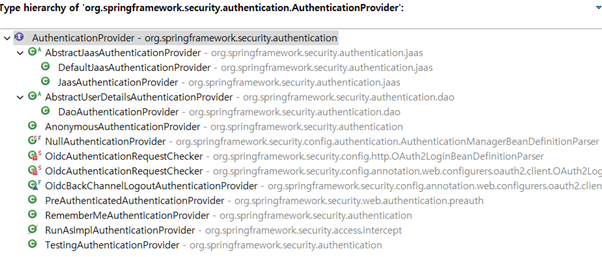 Type hierarchy of 'org.springframework.security.authentication.AuthenticationProvider':
AuthenticationProvider - org.springframework.security.authentication
AbstractJaasAuthenticationProvider - org.springframework.security.authentication.jaas
DefaultJaasAuthenticationProvider - org.springframework.security.authentication.jaas
JaasAuthenticationProvider - org.springframework.security.authentication.jaas
AbstractUserDetailsAuthenticationProvider - org.springframework.security.authentication.dao
DaoAuthenticationProvider - org.springframework.security.authentication.dao
AnonymousAuthenticationProvider - org.springframework.security.authentication
NullAuthenticationProvider - org.springframework.security.config.authentication.AuthenticationManagerBeanDefinitionParser
OidcAuthenticationRequestChecker - org.springframework.security.config.http.OAuth2LoginBeanDefinitionParser
OidcAuthenticationRequestChecker - org.springframework.security.config.annotation.web.configurers.oauth2.client.OAuth2
OidcBackChannelLogoutAuthenticationProvider - org.springframework.security.config.annotation.web.configurers.oauth2.clien
PreAuthenticatedAuthenticationProvider - org.springframework.security.web.authentication.preauth
RememberMeAuthenticationProvider - org.springframework.security.authentication
RunAsImplAuthenticationProvider - org.springframework.security.access.intercept
TestingAuthenticationProvider - org.springframework.security.authentication